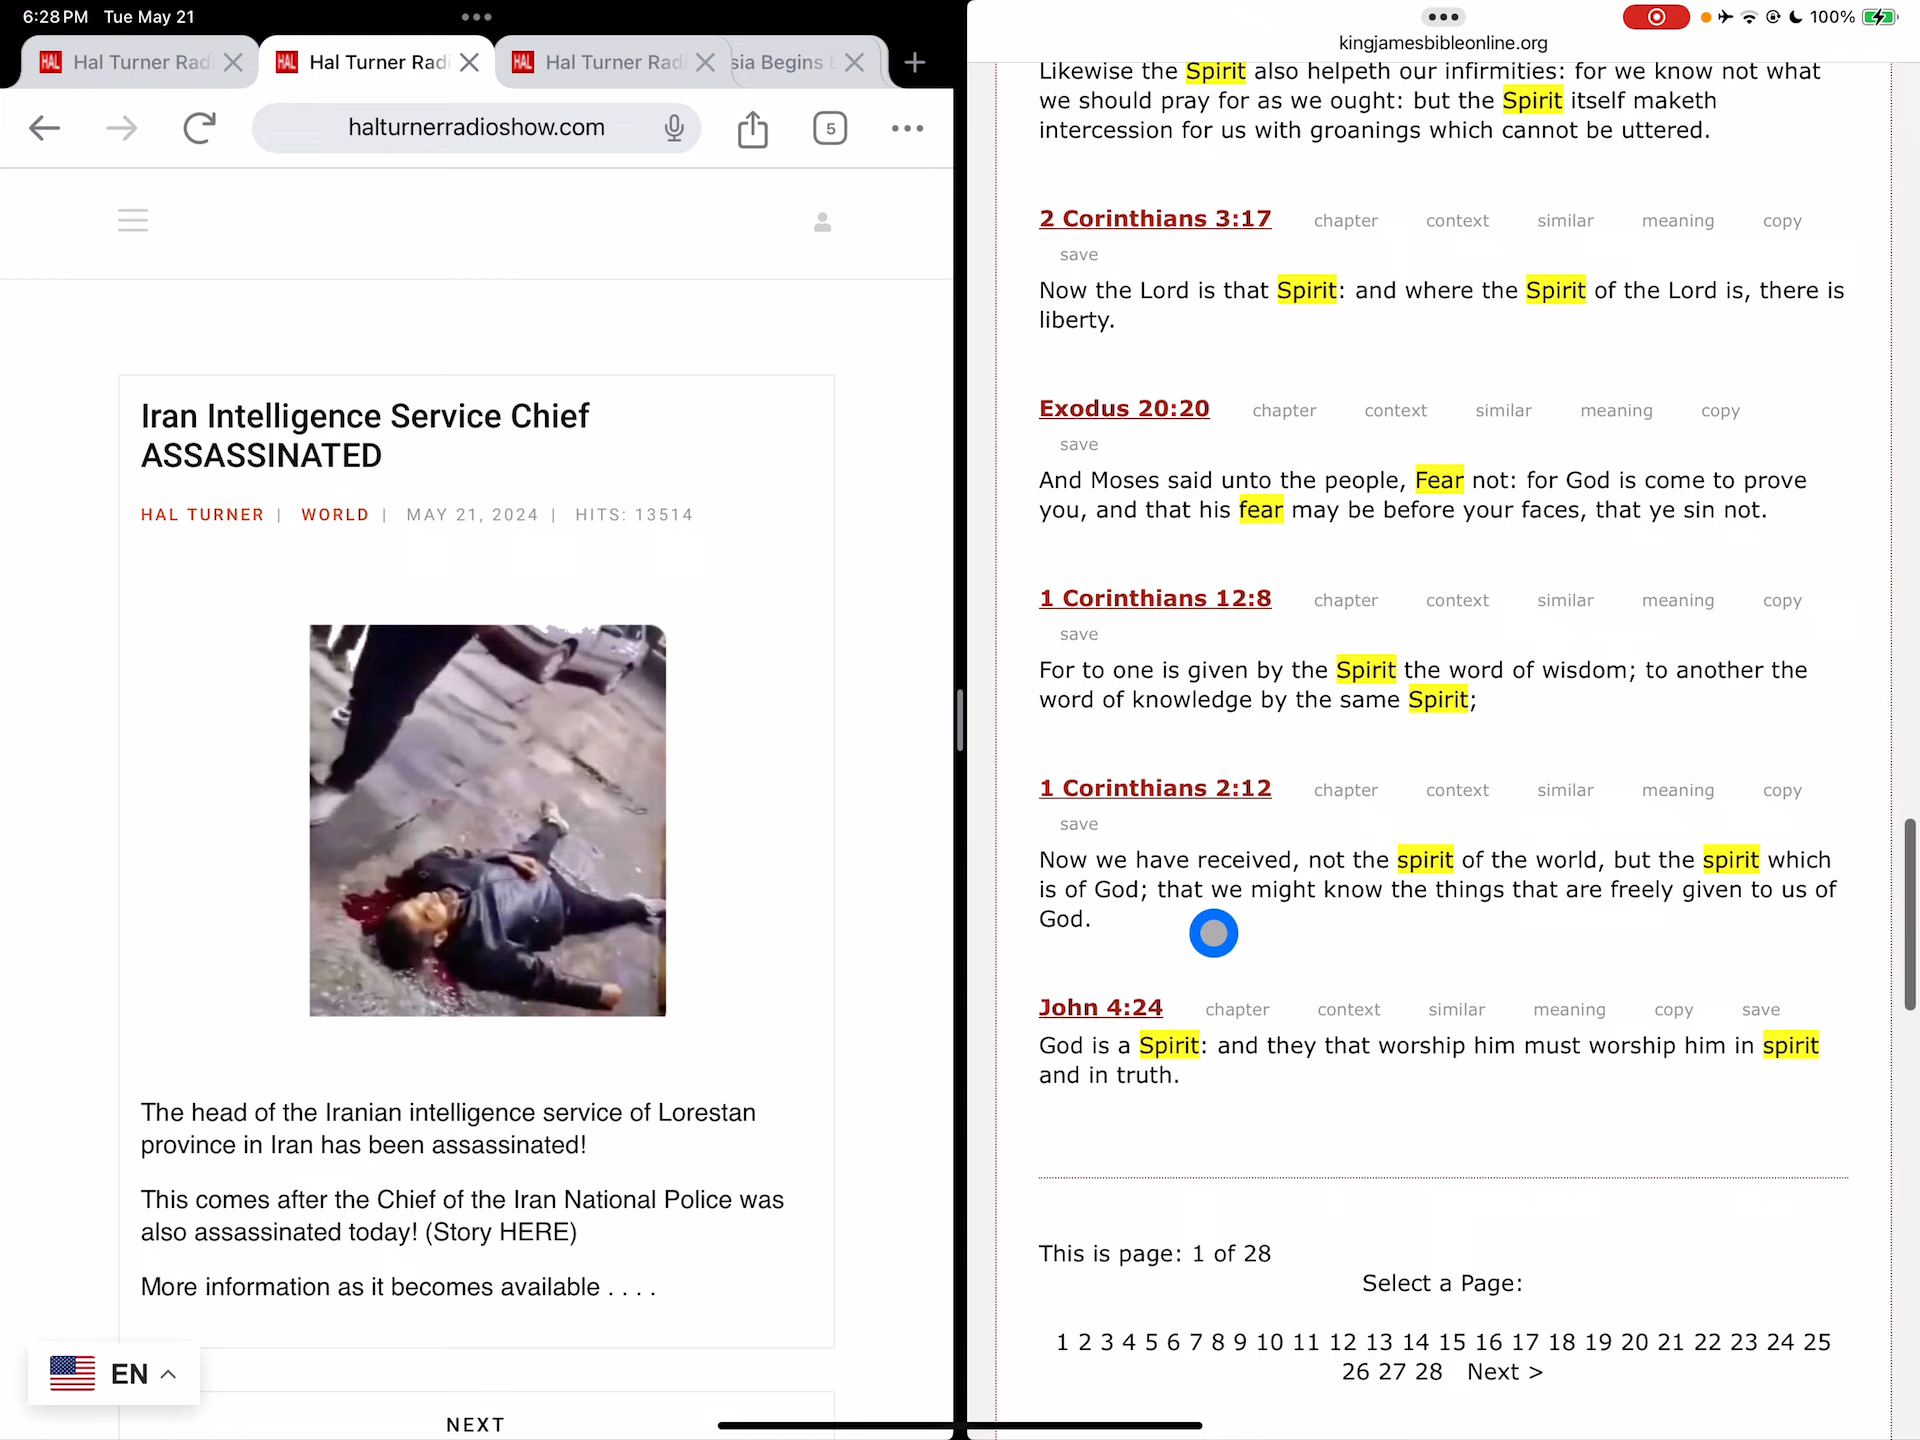 6:28 PM Tue May 21
Hal Turner Rad
Hal Turner Radi
Hal Turner Rad
sia Begins
halturnerradioshow.com
5
Iran Intelligence Service Chief
ASSASSINATED
HAL TURNER | WORLD | MAY 21, 2024 | HITS: 13514
The head of the Iranian intelligence service of Lorestan
province in Iran has been assassinated!
This comes after the Chief of the Iran National Police was
also assassinated today! (Story HERE)
More information as it becomes available . . . .
EN
NEXT
100%
kingjamesbibleonline.org
Likewise the Spirit also helpeth our infirmities: for we know not what
we should pray for as we ought: but the Spirit itself maketh
intercession for us with groanings which cannot be uttered.
2 Corinthians 3:17 chapter context similar meaning copy
save
Now the Lord is that Spirit: and where the Spirit of the Lord is, there is
liberty.
Exodus 20:20 chapter context similar meaning copy
save
And Moses said unto the people, Fear not: for God is come to prove
you, and that his fear may be before your faces, that ye sin not.
1 Corinthians 12:8 chapter context similar meaning copy
save
For to one is given by the Spirit the word of wisdom; to another the
word of knowledge by the same Spirit;
1 Corinthians 2:12 chapter context similar meaning copy
save
Now we have received, not the spirit of the world, but the spirit which
is of God; that we might know the things that are freely given to us of
God.
John 4:24 chapter context similar meaning copy save
God is a Spirit: and they that worship him must worship him in spirit
and in truth.
This is page: 1 of 28
Select a Page:
1 2 3 4 5 6 7 8 9 10 11 12 13 14 15 16 17 18 19 20 21 22 23 24 25
26 27 28 Next >